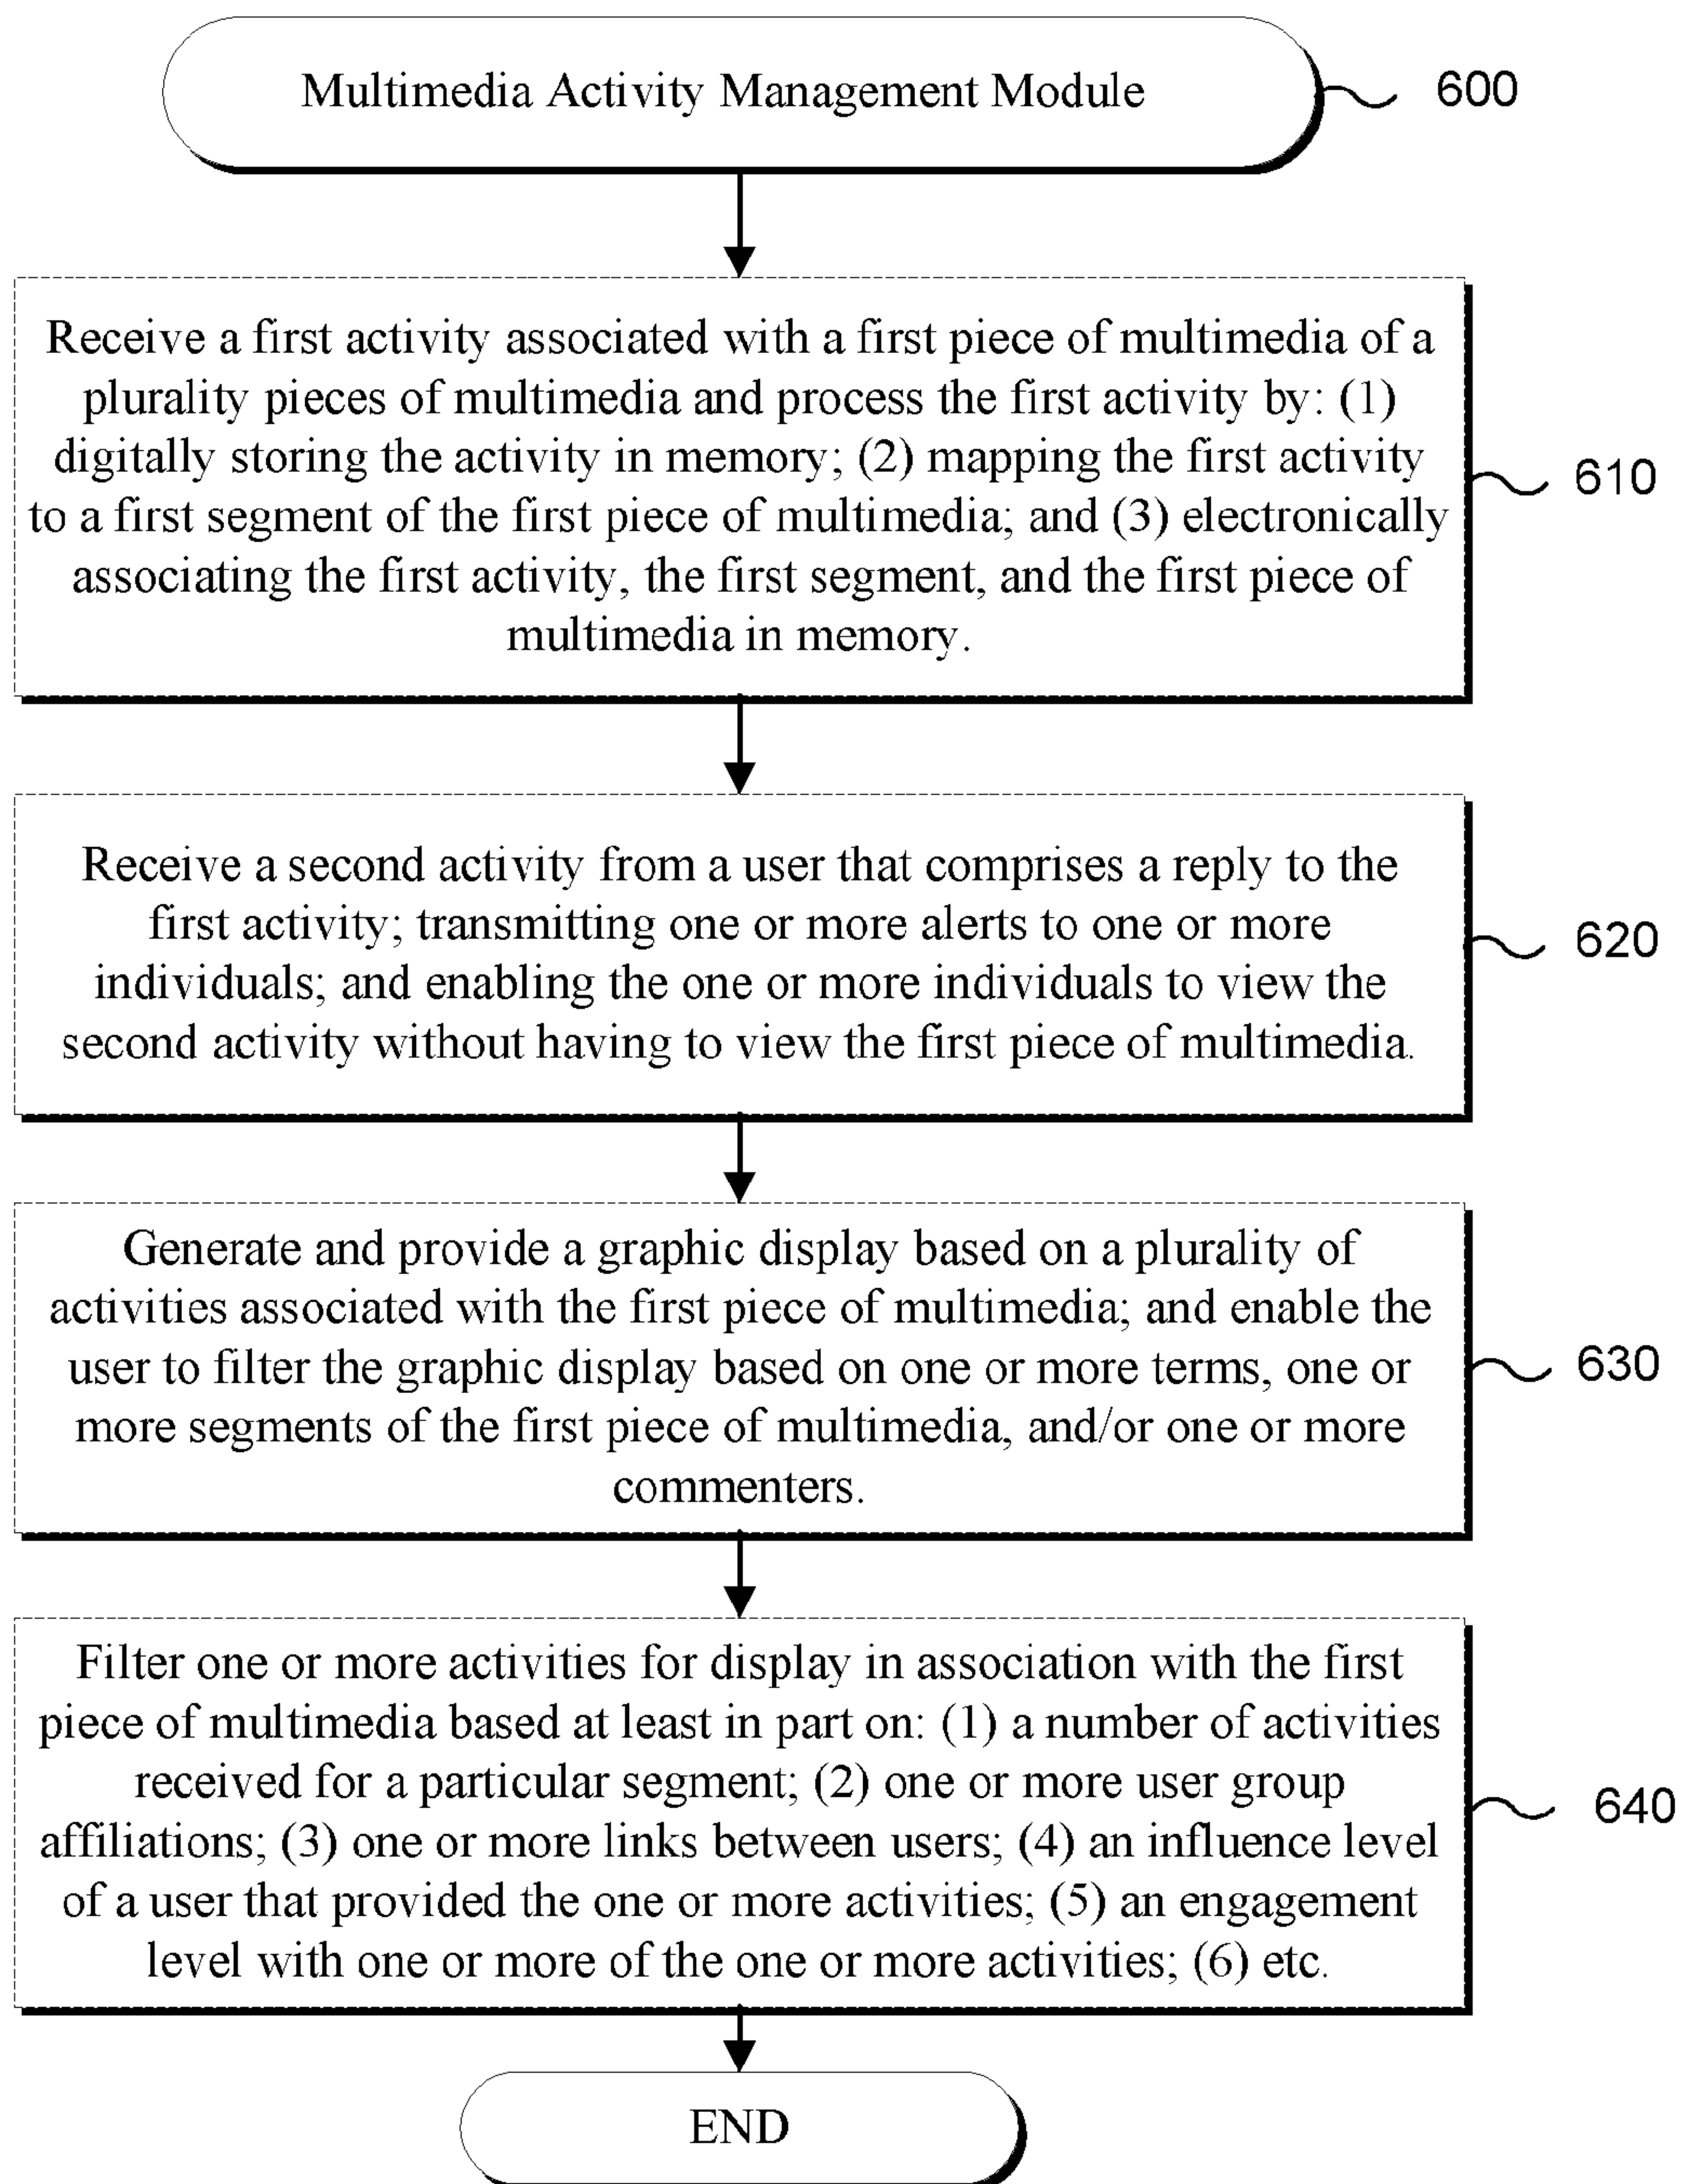 Multimedia Activity Management Module
600
Receive a first activity associated with a first piece of multimedia of a
plurality pieces of multimedia and process the first activity by: (1)
digitally storing the activity in memory; (2) mapping the first activity
to a first segment of the first piece of multimedia; and (3) electronically
associating the first activity, the first segment, and the first piece of
multimedia in memory.
610
Receive a second activity from a user that comprises a reply to the
first activity; transmitting one or more alerts to one or more
individuals; and enabling the one or more individuals to view the
second activity without having to view the first piece of multimedia.
620
Generate and provide a graphic display based on a plurality of
activities associated with the first piece of multimedia; and enable the
user to filter the graphic display based on one or more terms, one or
more segments of the first piece of multimedia, and/or one or more
commenters.
630
Filter one or more activities for display in association with the first
piece of multimedia based at least in part on: (1) a number of activities
received for a particular segment; (2) one or more user group
affiliations; (3) one or more links between users; (4) an influence level
of a user that provided the one or more activities; (5) an engagement
level with one or more of the one or more activities; (6) etc.
640
END